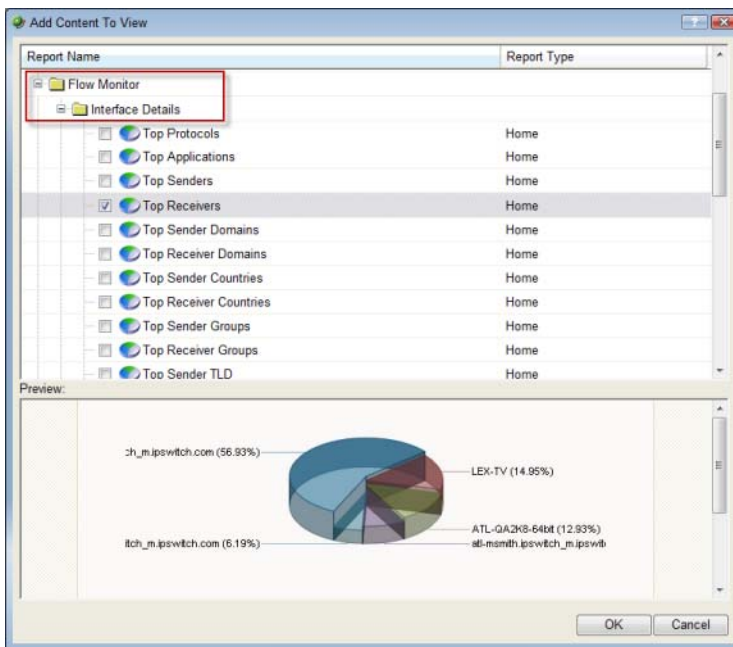 Add Content To View
Report Name Report Type
Flow Monitor
Interface Details
Top Protocols Home
Top Applications Home
Top Senders Home
Top Receivers Home
Top Sender Domains Home
Top Receiver Domains Home
Top Sender Countries Home
Top Receiver Countries Home
Top Sender Groups Home
Top Receiver Groups Home
Top Sender TLD Home
Preview:
ch_m.ipswitch.com (56.93%)
LEX-TV (14.95%)
ATL-QA2K8-64bit (12.93%)
itch_m.ipswitch.com (6.19%)
atl-msmith.ipswitch_m.ipswitch
OK Cancel